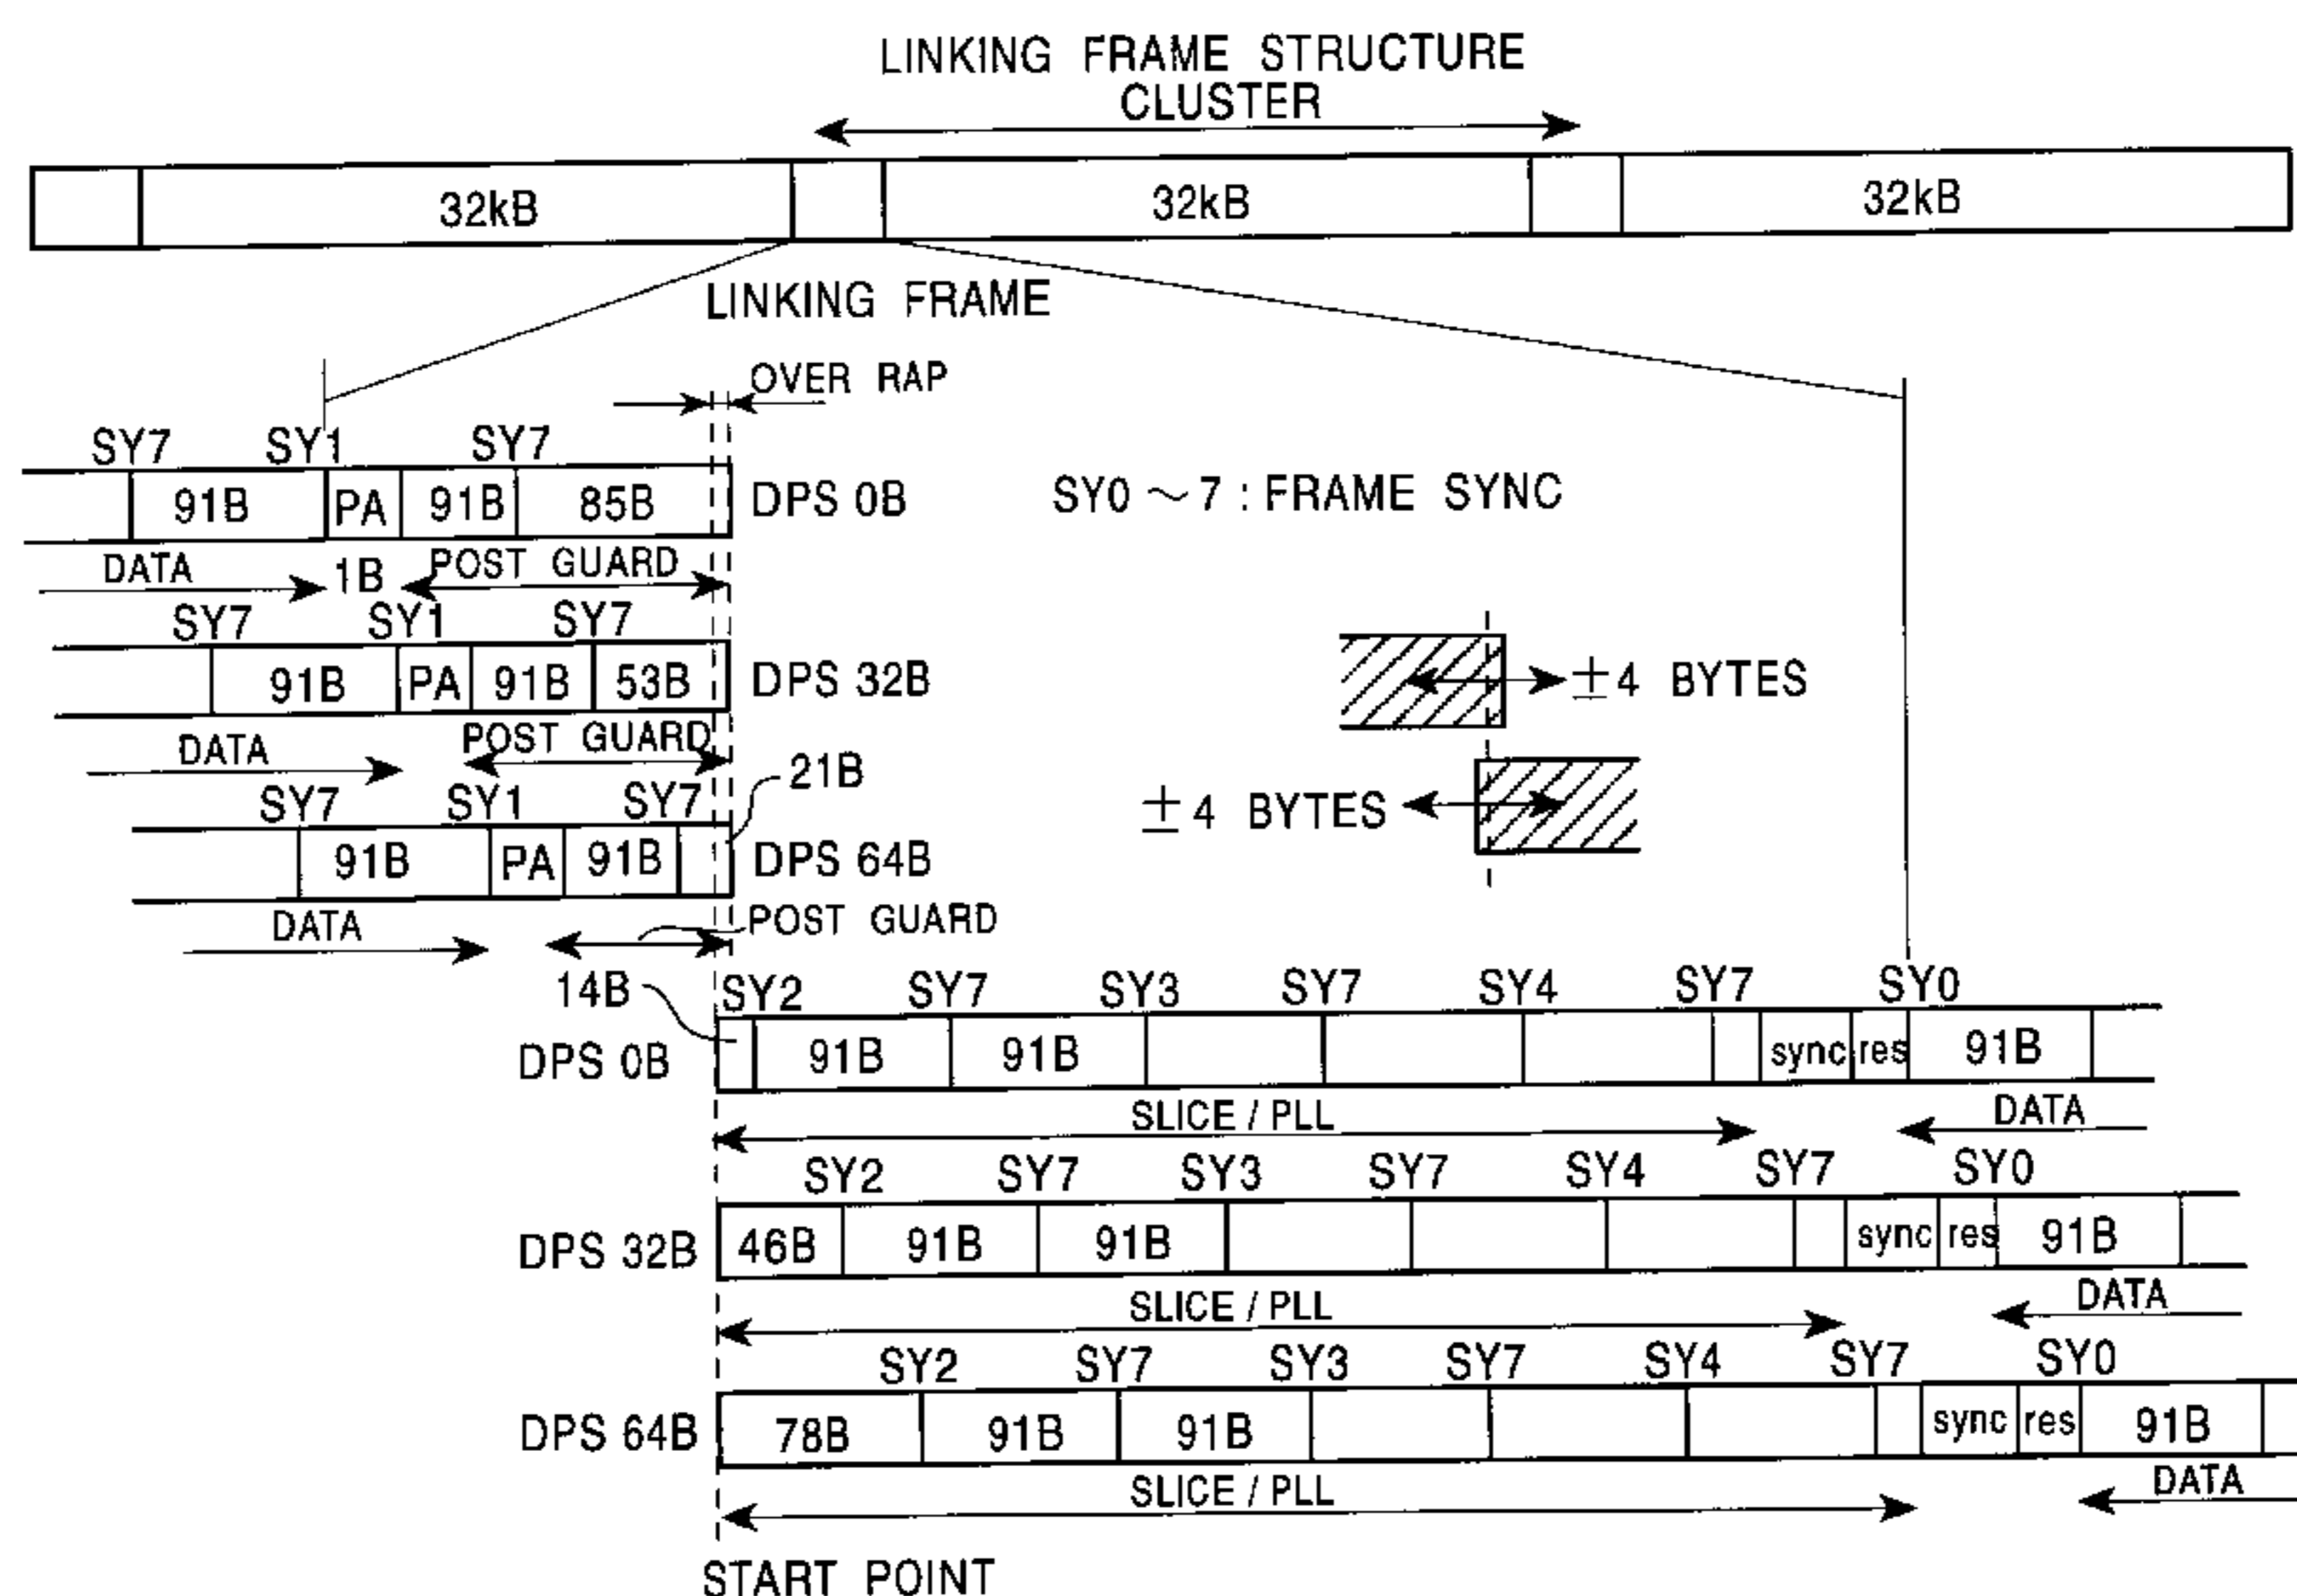 LINKING FRAME STRUCTURE
CLUSTER
32kB 32kB 32kB
LINKING FRAME
OVER RAP
SY7 SY1 SY7
91B PA 91B 85B DPS 0B
SY0 ~ 7 : FRAME SYNC
DATA 1B POST GUARD
SY7 SY1 SY7
91B PA 91B 53B DPS 32B
±4 BYTES
DATA POST GUARD
21B
SY7 SY1 SY7
±4 BYTES
91B PA 91B DPS 64B
DATA POST GUARD
14B SY2 SY7 SY3 SY7 SY4 SY7 SY0
DPS 0B 91B 91B sync res 91B
SLICE / PLL DATA
SY2 SY7 SY3 SY7 SY4 SY7 SY0
DPS 32B 46B 91B 91B sync res 91B
SLICE / PLL DATA
SY2 SY7 SY3 SY7 SY4 SY7 SY0
DPS 64B 78B 91B 91B sync res 91B
SLICE / PLL DATA
START POINT